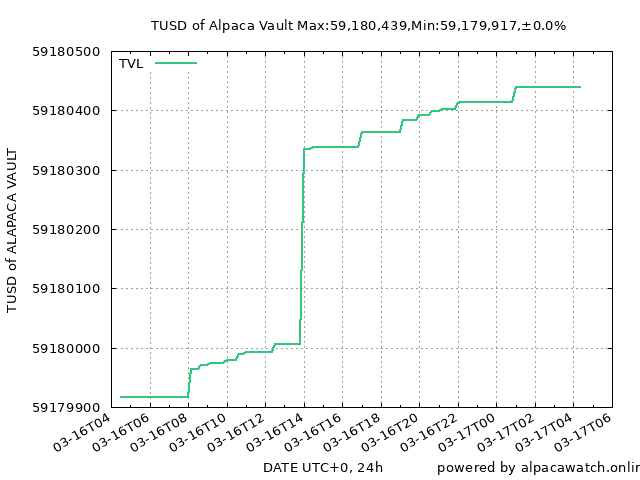 TUSD of Alpaca Vault Max:59,180,439,Min:59,179,917,±0.0%
TVL
59180500
59180400
59180300
59180200
59180100
59180000
59179900
TUSD of ALAPACA VAULT
03-16T04
03-16T06
03-16T08
03-16T10
03-16T12
03-16T14
03-16T16
03-16T18
03-16T20
03-16T22
03-17T00
03-17T02
03-17T04
03-17T06
DATE UTC+0, 24h
powered by alpacawatch.onlin